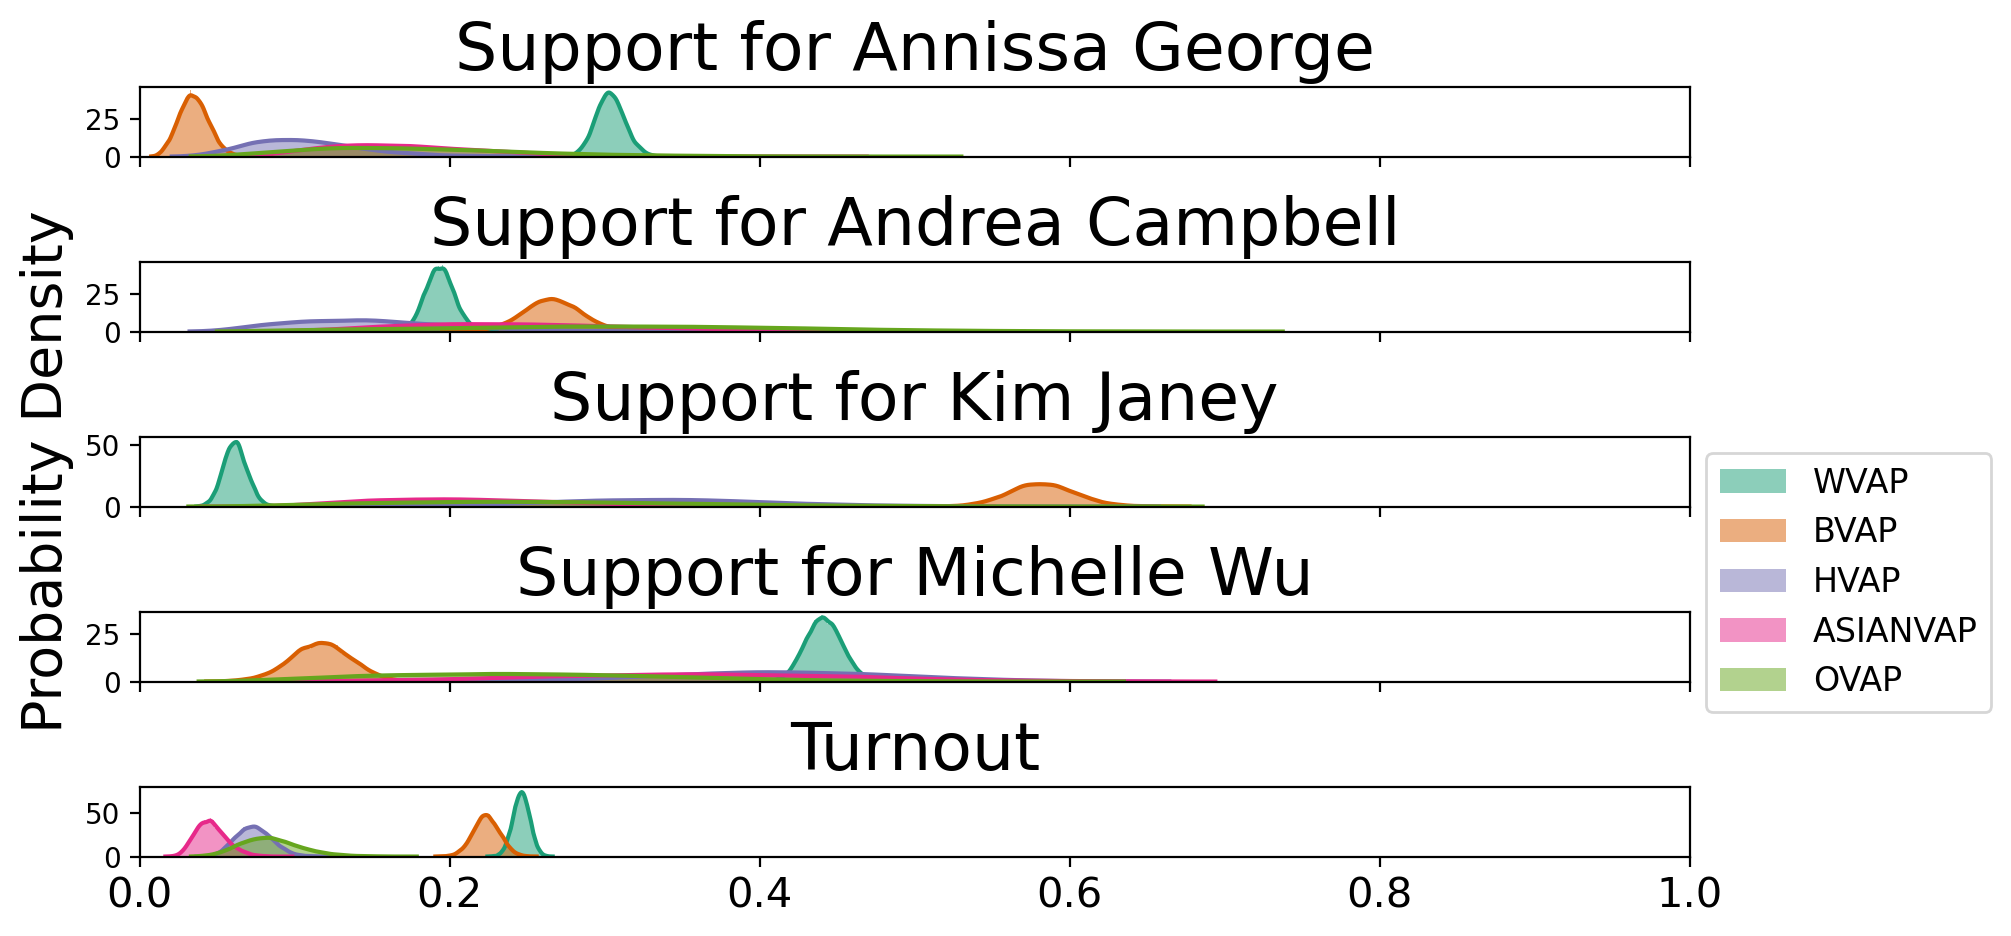 Support for Annissa George
25
0
Support for Andrea Campbell
25
0
Support for Kim Janey
50
0
Support for Michelle Wu
25
0
Turnout
50
0
0.0 0.2 0.4 0.6 0.8 1.0
Probability Density
WVAP
BVAP
HVAP
ASIANVAP
OVAP